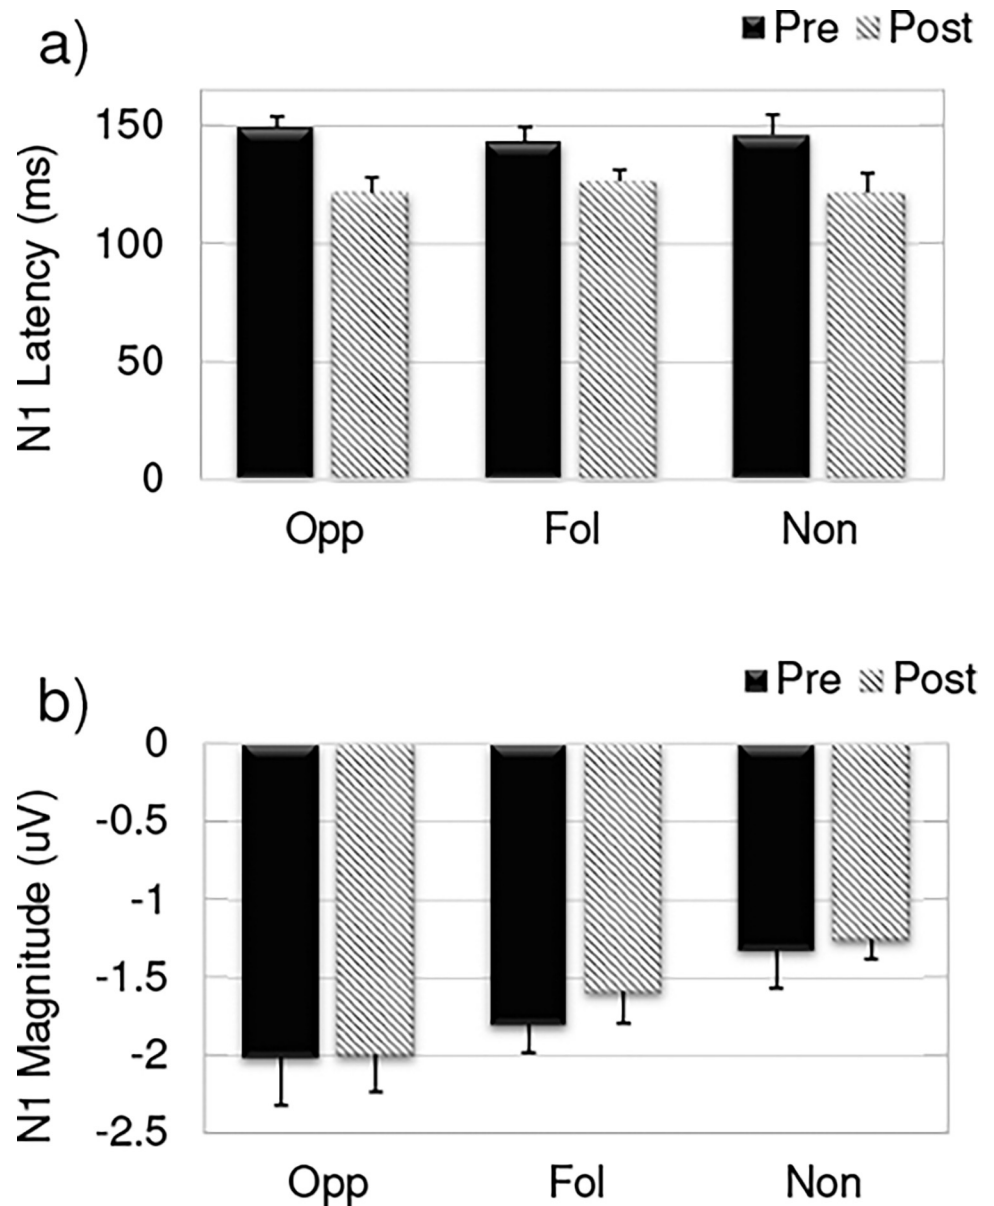 a)
Pre Post
N1 Latency (ms)
150
100
50
0
Opp Fol Non
b)
Pre Post
N1 Magnitude (uV)
0
-0.5
-1
-1.5
-2
-2.5
Opp Fol Non